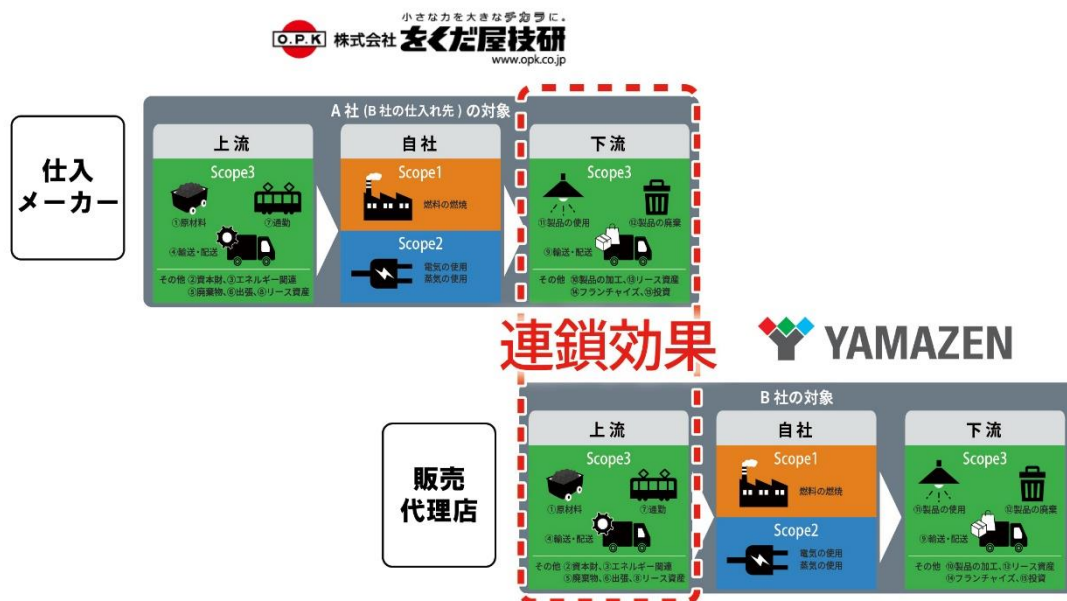 小さな力を大きなチカラに。
O.P.K 株式会社 をくだ屋技研
www.opk.co.jp
仕入
メーカー
A社(B社の仕入れ先)の対象
上流
Scope3
①原材料
⑦通勤
④輸送・配送
その他 ②資本財、③エネルギー関連
⑤廃棄物、⑥出張、⑧リース資産
自社
Scope1
燃料の燃焼
Scope2
電気の使用
蒸気の使用
下流
Scope3
⑪製品の使用
⑫製品の廃棄
⑨輸送・配送
その他 ⑩製品の加工、⑬リース資産
⑭フランチャイズ、⑮投資
連鎖効果
YAMAZEN
販売
代理店
B社の対象
上流
Scope3
①原材料
⑦通勤
④輸送・配送
その他 ②資本財、③エネルギー関連
⑤廃棄物、⑥出張、⑧リース資産
自社
Scope1
燃料の燃焼
Scope2
電気の使用
蒸気の使用
下流
Scope3
⑪製品の使用
⑫製品の廃棄
⑨輸送・配送
その他 ⑩製品の加工、⑬リース資産
⑭フランチャイズ、⑮投資